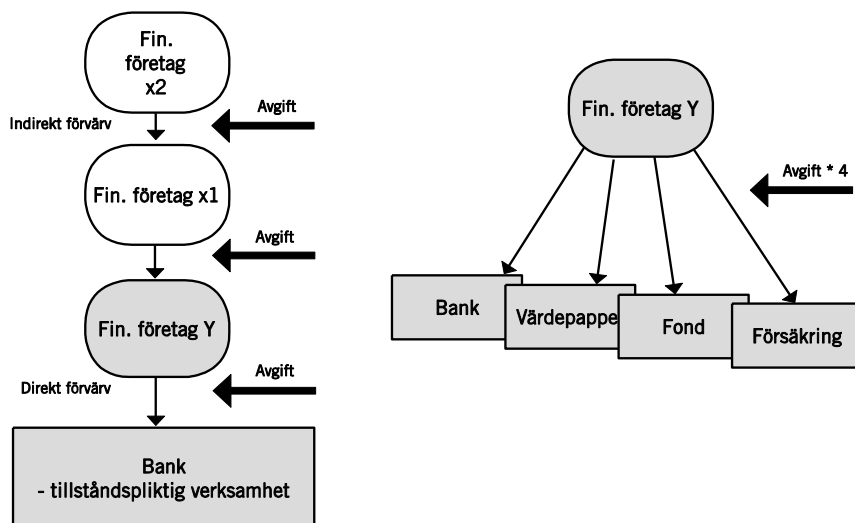 Fin.
företag
x2
Avgift
Indirekt förvärv
Fin. företag x1
Avgift
Fin. företag Y
Avgift
Direkt förvärv
Bank
- tillståndspliktig verksamhet
Fin. företag Y
Avgift * 4
Bank
Värdepappe
Fond
Försäkring